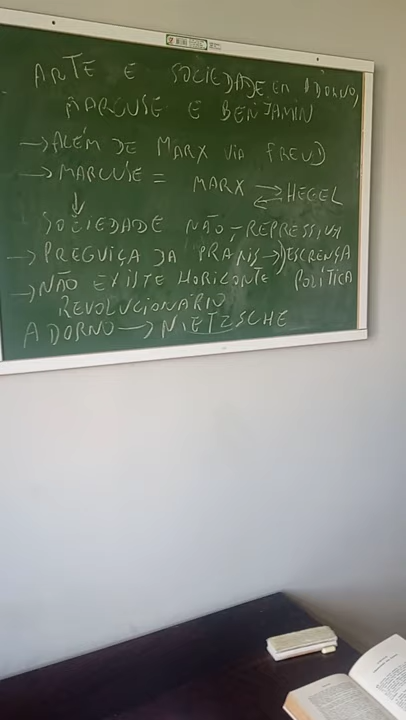 ARTE E SOCIEDADE EM ADORNO,
MARCUSE E BENJAMIN
→ ALÉM DE MARX VIA FREUD
→ MARCUSE = MARX ⇄ HEGEL
↓
SOCIEDADE NÃO-REPRESSIVA
→ PREGUIÇA DA PRAXIS → DESCRENÇA POLÍTICA
→ NÃO EXISTE HORIZONTE
REVOLUCIONÁRIO
ADORNO → NIETZSCHE